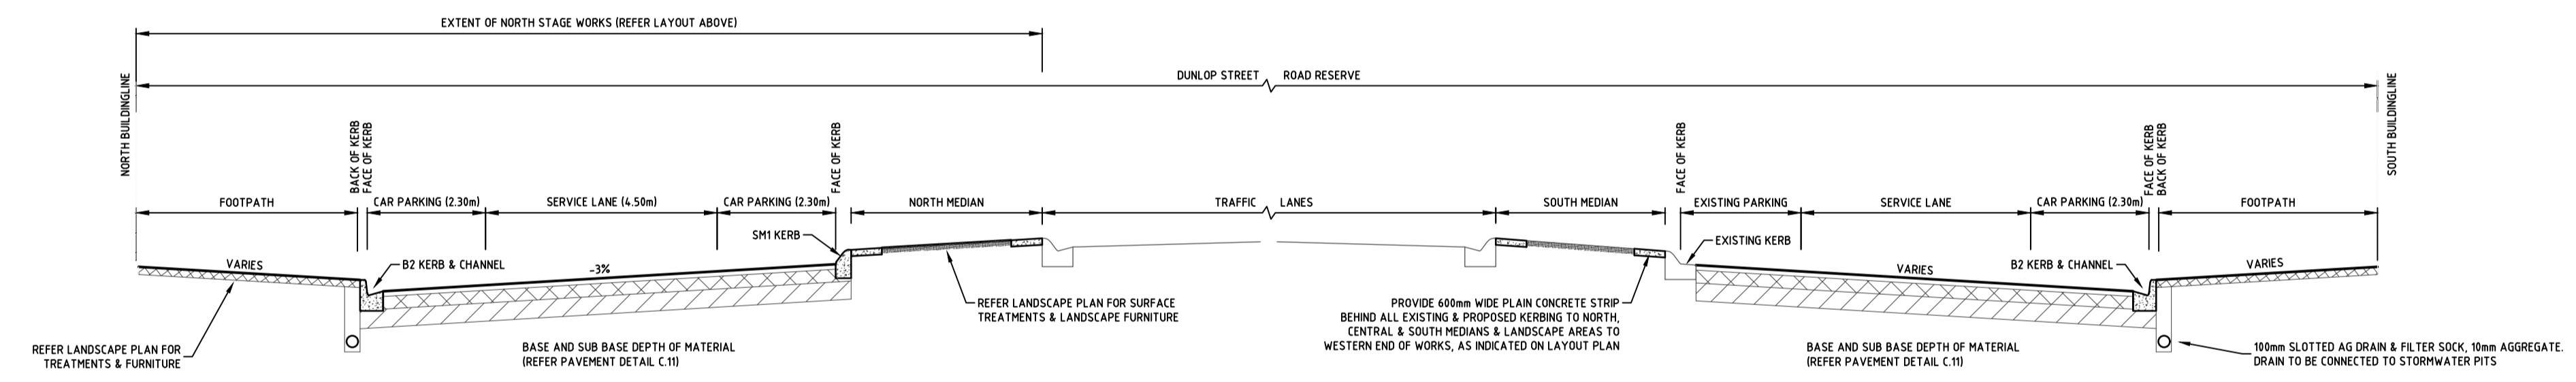 EXTENT OF NORTH STAGE WORKS (REFER LAYOUT ABOVE)
DUNLOP STREET ROAD RESERVE
NORTH BUILDINGLINE
BACK OF KERB
FACE OF KERB
FACE OF KERB
FACE OF KERB
FACE OF KERB
BACK OF KERB
SOUTH BUILDINGLINE
FOOTPATH
CAR PARKING (2.30m)
SERVICE LANE (4.50m)
CAR PARKING (2.30m)
NORTH MEDIAN
TRAFFIC LANES
SOUTH MEDIAN
EXISTING PARKING
SERVICE LANE
CAR PARKING (2.30m)
FOOTPATH
SM1 KERB
EXISTING KERB
VARIES
B2 KERB & CHANNEL
-3%
VARIES
B2 KERB & CHANNEL
VARIES
REFER LANDSCAPE PLAN FOR SURFACE
TREATMENTS & LANDSCAPE FURNITURE
PROVIDE 600mm WIDE PLAIN CONCRETE STRIP
BEHIND ALL EXISTING & PROPOSED KERBING TO NORTH,
CENTRAL & SOUTH MEDIANS & LANDSCAPE AREAS TO
WESTERN END OF WORKS, AS INDICATED ON LAYOUT PLAN
REFER LANDSCAPE PLAN FOR
TREATMENTS & FURNITURE
BASE AND SUB BASE DEPTH OF MATERIAL
(REFER PAVEMENT DETAIL C.11)
BASE AND SUB BASE DEPTH OF MATERIAL
(REFER PAVEMENT DETAIL C.11)
100mm SLOTTED AG DRAIN & FILTER SOCK, 10mm AGGREGATE.
DRAIN TO BE CONNECTED TO STORMWATER PITS